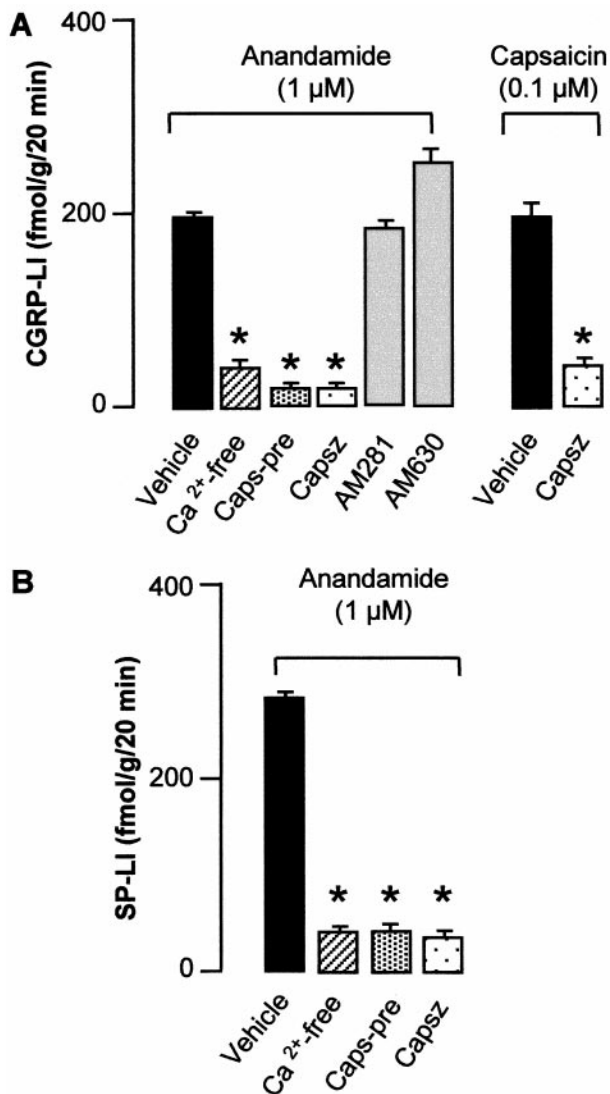 A
400
200
0
CGRP-LI (fmol/g/20 min)
Anandamide
(1 µM)
Capsaicin
(0.1 µM)
*
*
*
*
Vehicle
Ca 2+-free
Caps-pre
Capsz
AM281
AM630
Vehicle
Capsz
B
400
200
0
SP-LI (fmol/g/20 min)
Anandamide
(1 µM)
*
*
*
Vehicle
Ca 2+-free
Caps-pre
Capsz